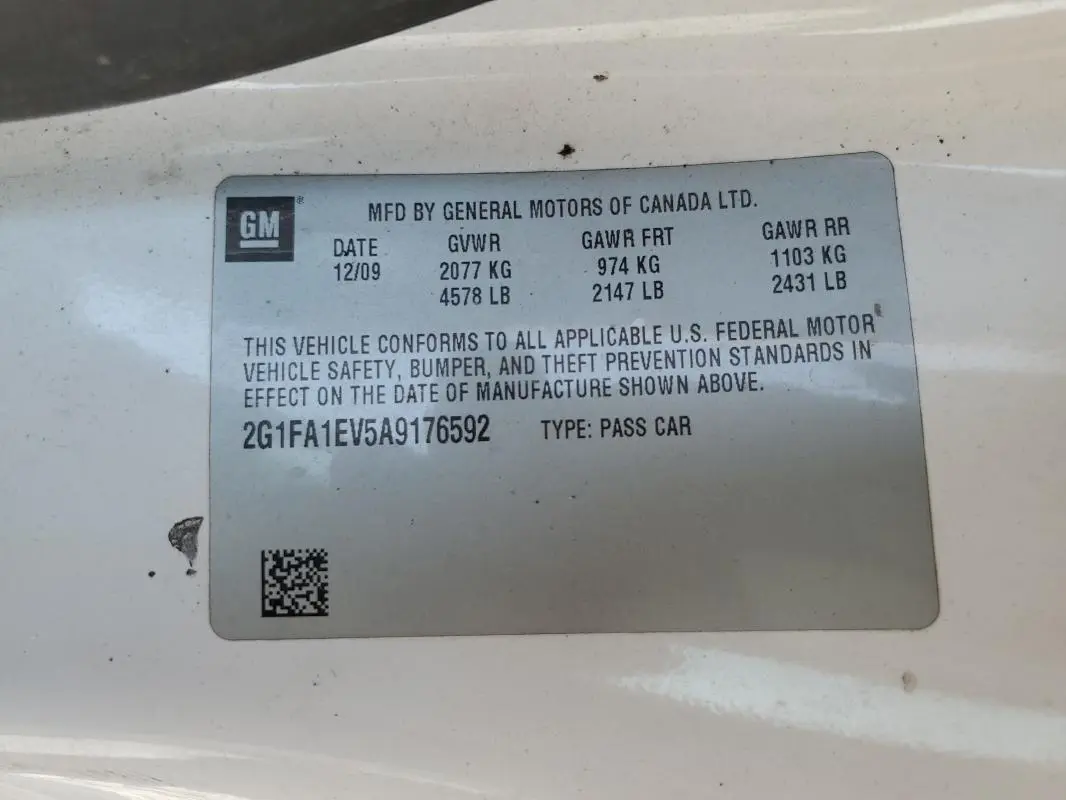 GM®
MFD BY GENERAL MOTORS OF CANADA LTD.
DATE GVWR GAWR FRT GAWR RR
12/09 2077 KG 974 KG 1103 KG
4578 LB 2147 LB 2431 LB
THIS VEHICLE CONFORMS TO ALL APPLICABLE U.S. FEDERAL MOTOR
VEHICLE SAFETY, BUMPER, AND THEFT PREVENTION STANDARDS IN
EFFECT ON THE DATE OF MANUFACTURE SHOWN ABOVE.
2G1FA1EV5A9176592 TYPE: PASS CAR